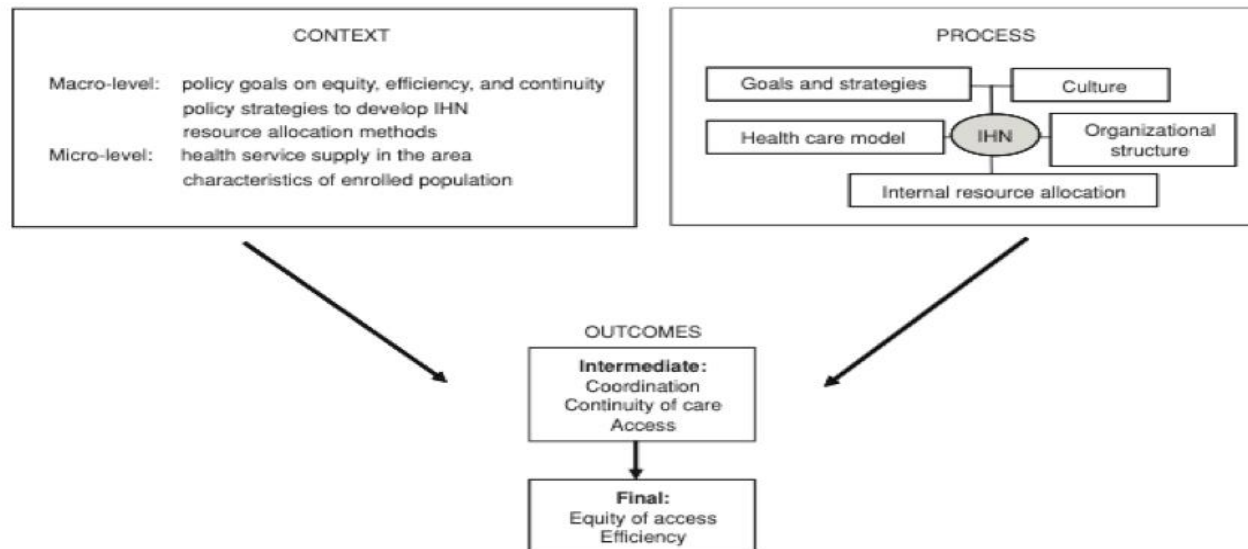 CONTEXT
Macro-level: policy goals on equity, efficiency, and continuity
policy strategies to develop IHN
resource allocation methods
Micro-level: health service supply in the area
characteristics of enrolled population
PROCESS
Goals and strategies
Culture
Health care model
IHN
Organizational
structure
Internal resource allocation
OUTCOMES
Intermediate:
Coordination
Continuity of care
Access
Final:
Equity of access
Efficiency